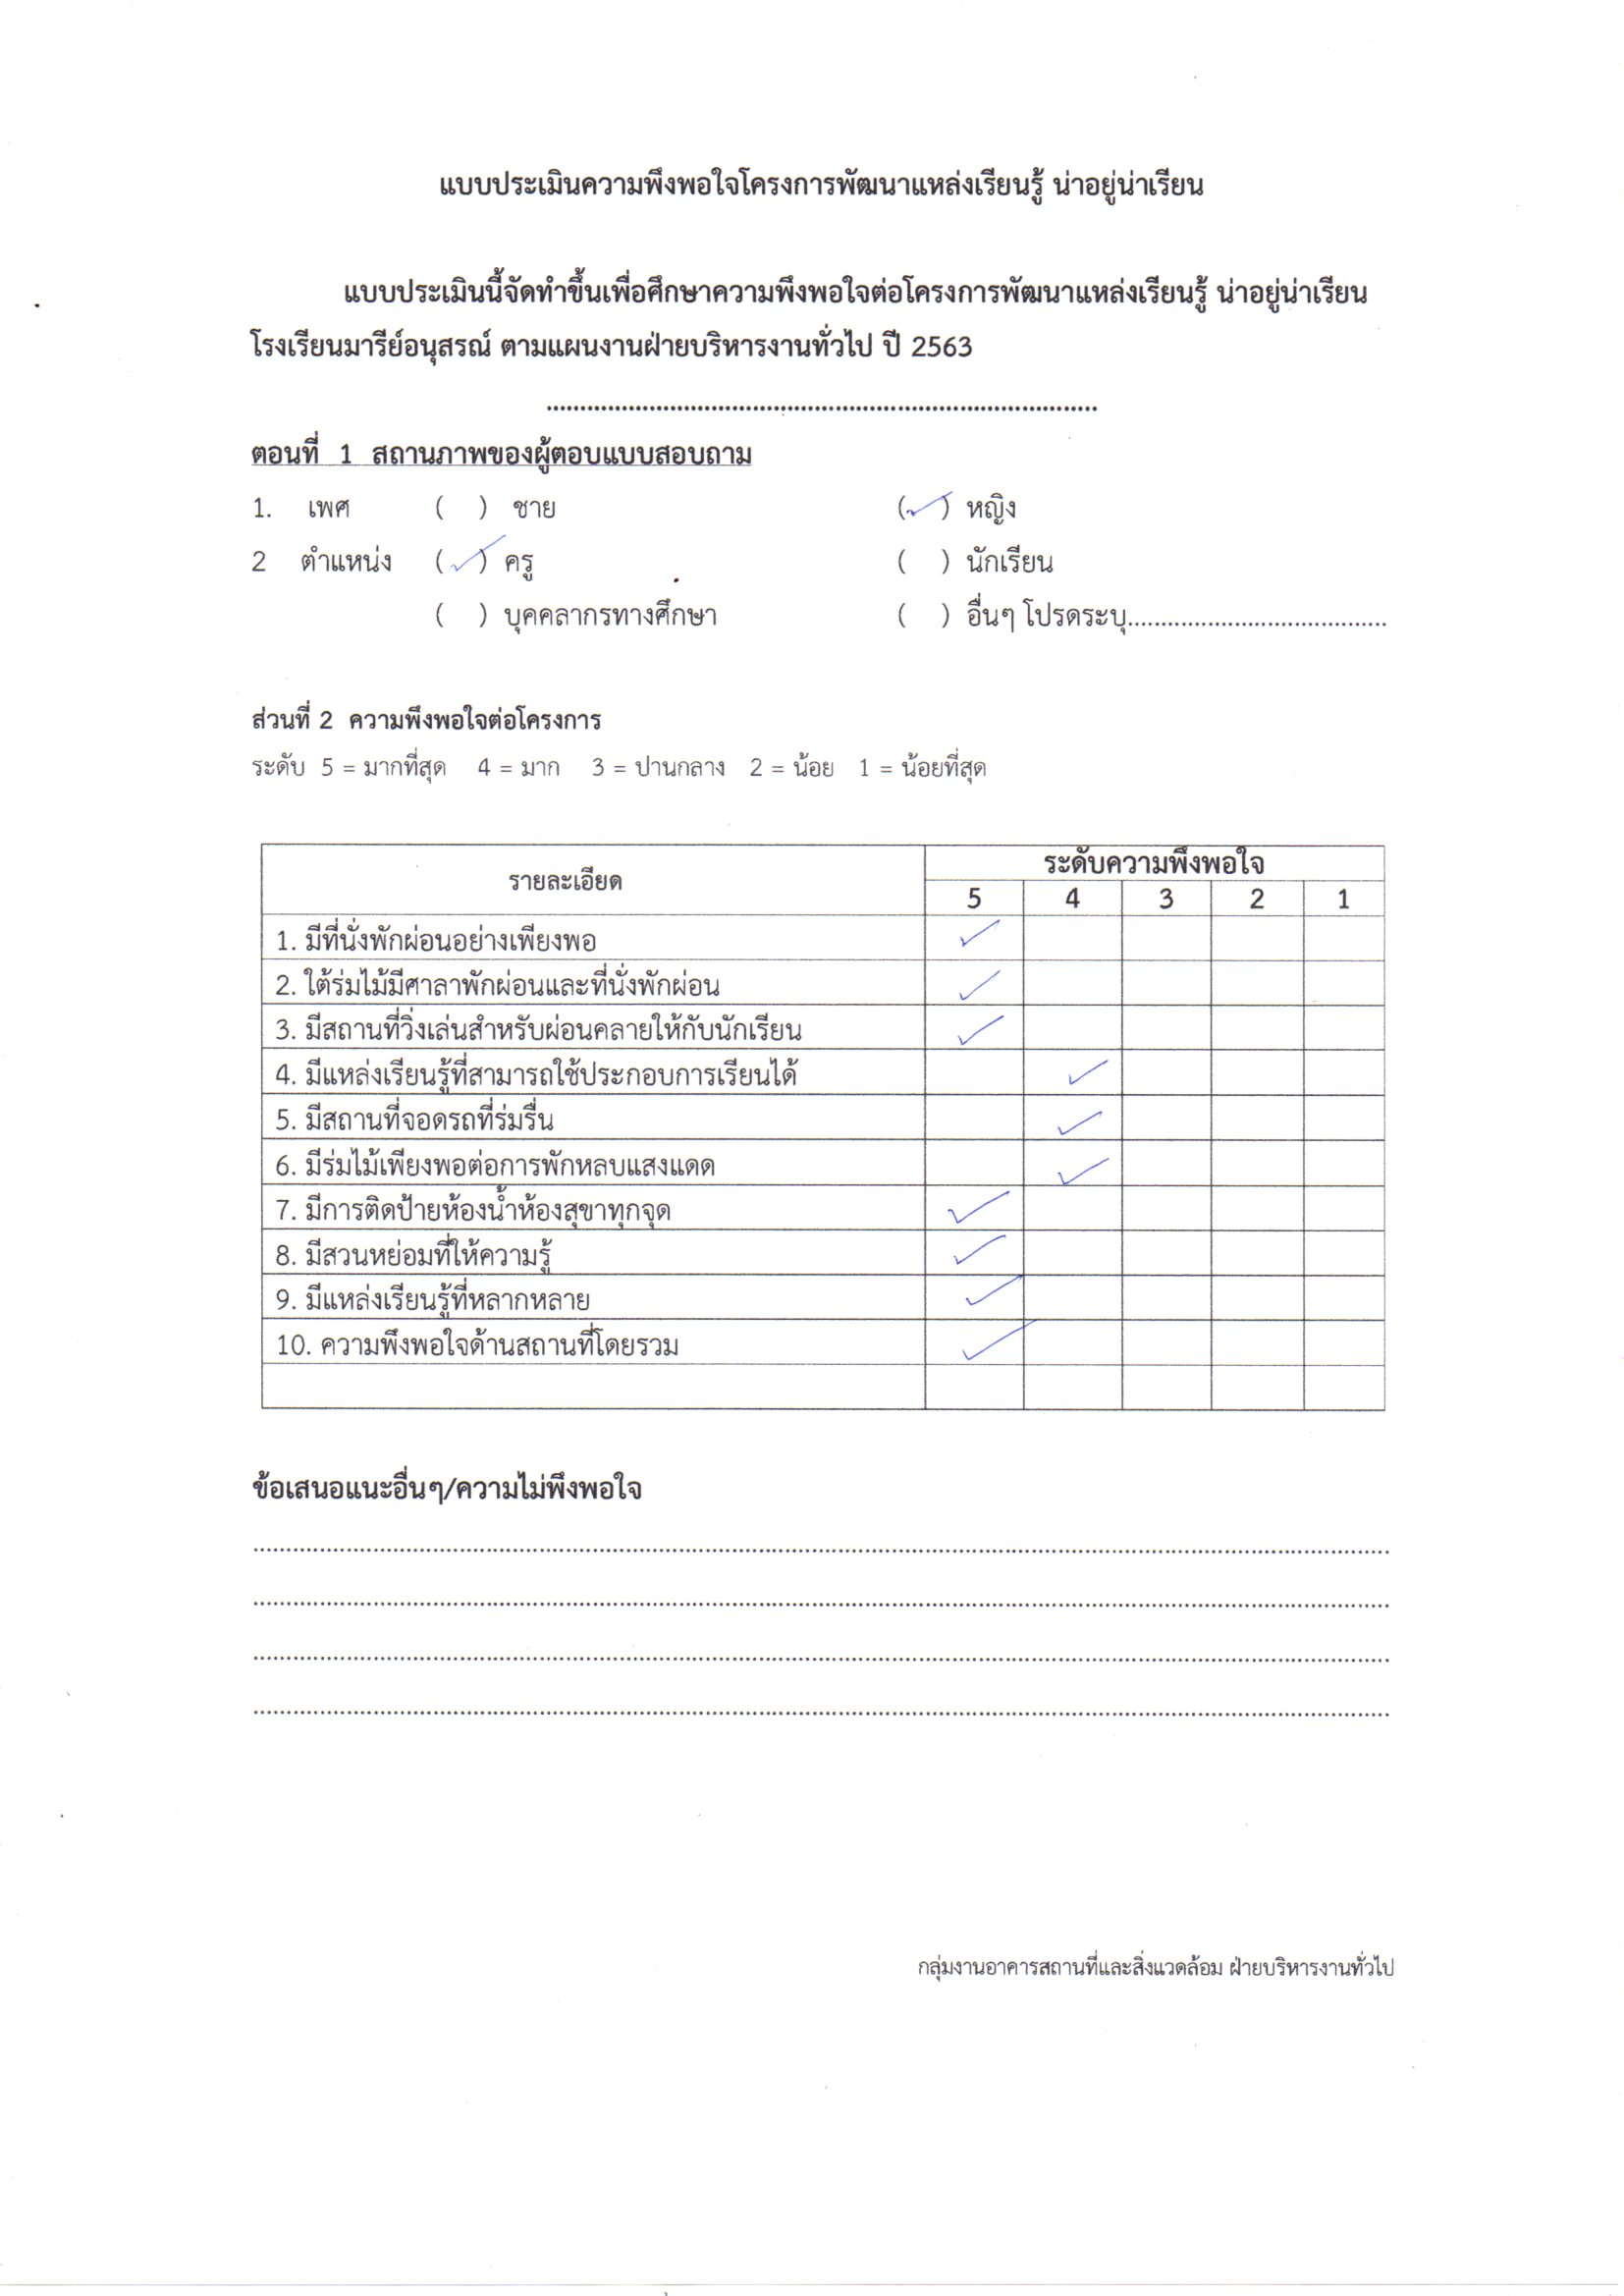 แบบประเมินความพึงพอใจโครงการพัฒนาแหล่งเรียนรู้ น่าอยู่น่าเรียน
แบบประเมินนี้จัดทำขึ้นเพื่อศึกษาความพึงพอใจต่อโครงการพัฒนาแหล่งเรียนรู้ น่าอยู่น่าเรียน
โรงเรียนมารีย์อนุสรณ์ ตามแผนงานฝ่ายบริหารงานทั่วไป ปี 2563
................................................................................
ตอนที่ 1 สถานภาพของผู้ตอบแบบสอบถาม
1. เพศ ( ) ชาย (✓) หญิง
2 ตำแหน่ง (✓) ครู ( ) นักเรียน
( ) บุคคลากรทางศึกษา ( ) อื่นๆ โปรดระบุ.......................................
ส่วนที่ 2 ความพึงพอใจต่อโครงการ
ระดับ 5 = มากที่สุด 4 = มาก 3 = ปานกลาง 2 = น้อย 1 = น้อยที่สุด
รายละเอียด ระดับความพึงพอใจ
5 4 3 2 1
1. มีที่นั่งพักผ่อนอย่างเพียงพอ ✓
2. ใต้ร่มไม้มีศาลาพักผ่อนและที่นั่งพักผ่อน ✓
3. มีสถานที่วิ่งเล่นสำหรับผ่อนคลายให้กับนักเรียน ✓
4. มีแหล่งเรียนรู้ที่สามารถใช้ประกอบการเรียนได้ ✓
5. มีสถานที่จอดรถที่ร่มรื่น ✓
6. มีร่มไม้เพียงพอต่อการพักหลบแสงแดด ✓
7. มีการติดป้ายห้องน้ำห้องสุขาทุกจุด ✓
8. มีสวนหย่อมที่ให้ความรู้ ✓
9. มีแหล่งเรียนรู้ที่หลากหลาย ✓
10. ความพึงพอใจด้านสถานที่โดยรวม ✓
ข้อเสนอแนะอื่นๆ/ความไม่พึงพอใจ
................................................................................
................................................................................
................................................................................
................................................................................
กลุ่มงานอาคารสถานที่และสิ่งแวดล้อม ฝ่ายบริหารงานทั่วไป